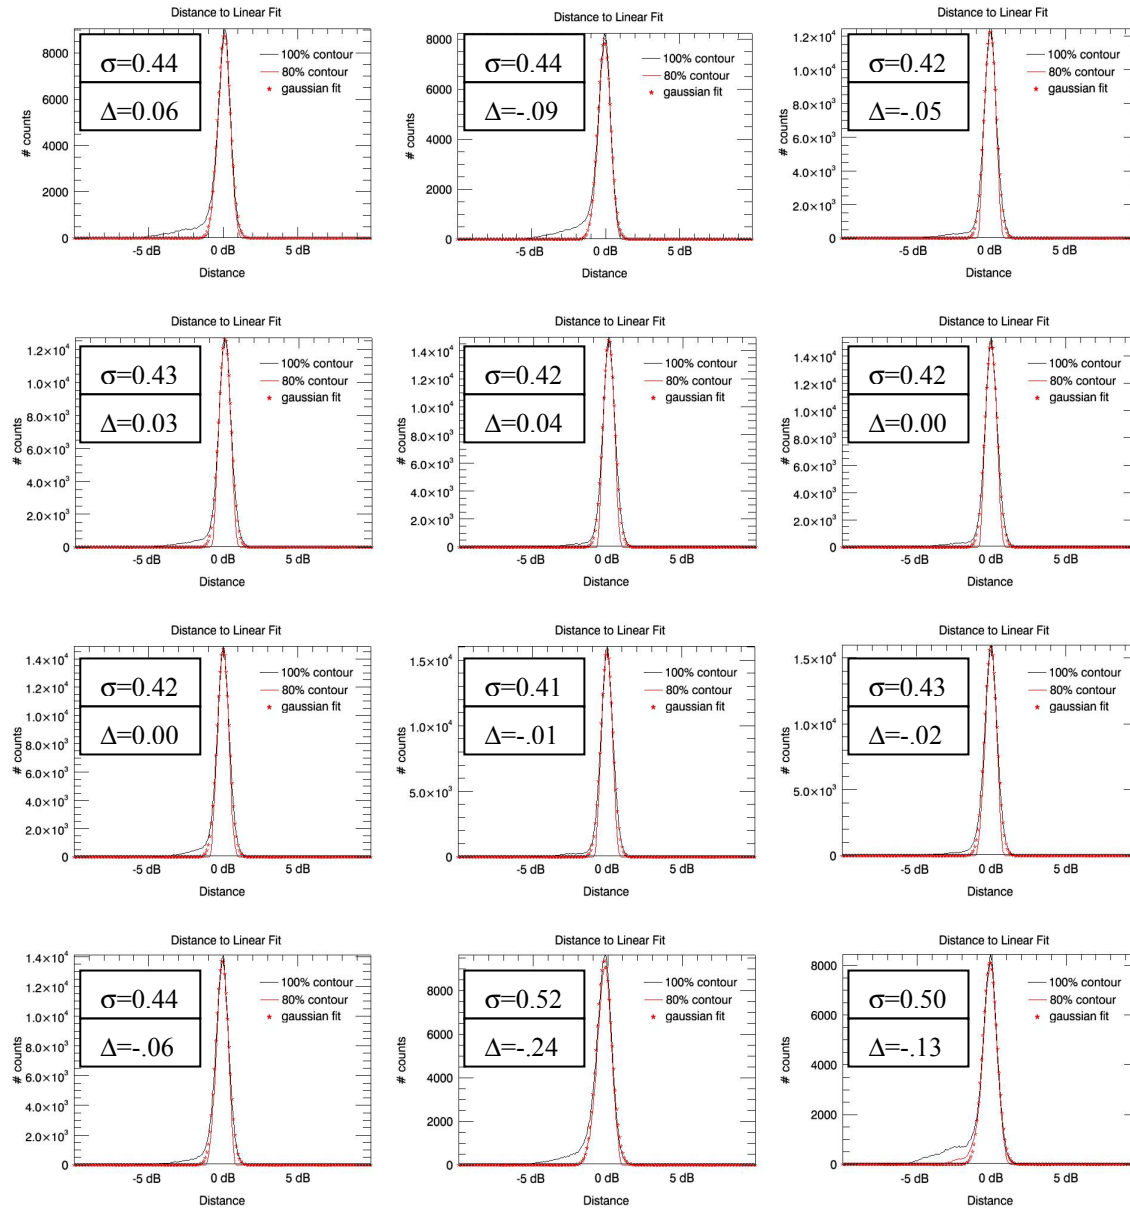 Distance to Linear Fit
8000
6000
4000
2000
0
# counts
σ=0.44
Δ=0.06
100% contour
80% contour
gaussian fit
-5 dB 0 dB 5 dB
Distance
Distance to Linear Fit
8000
6000
4000
2000
0
# counts
σ=0.44
Δ=-.09
100% contour
80% contour
gaussian fit
-5 dB 0 dB 5 dB
Distance
Distance to Linear Fit
1.2×10⁴
1.0×10⁴
8.0×10³
6.0×10³
4.0×10³
2.0×10³
0
# counts
σ=0.42
Δ=-.05
100% contour
80% contour
gaussian fit
-5 dB 0 dB 5 dB
Distance
Distance to Linear Fit
1.2×10⁴
1.0×10⁴
8.0×10³
6.0×10³
4.0×10³
2.0×10³
0
# counts
σ=0.43
Δ=0.03
100% contour
80% contour
gaussian fit
-5 dB 0 dB 5 dB
Distance
Distance to Linear Fit
1.4×10⁴
1.2×10⁴
1.0×10⁴
8.0×10³
6.0×10³
4.0×10³
2.0×10³
0
# counts
σ=0.42
Δ=0.04
100% contour
80% contour
gaussian fit
-5 dB 0 dB 5 dB
Distance
Distance to Linear Fit
1.4×10⁴
1.2×10⁴
1.0×10⁴
8.0×10³
6.0×10³
4.0×10³
2.0×10³
0
# counts
σ=0.42
Δ=0.00
100% contour
80% contour
gaussian fit
-5 dB 0 dB 5 dB
Distance
Distance to Linear Fit
1.4×10⁴
1.2×10⁴
1.0×10⁴
8.0×10³
6.0×10³
4.0×10³
2.0×10³
0
# counts
σ=0.42
Δ=0.00
100% contour
80% contour
gaussian fit
-5 dB 0 dB 5 dB
Distance
Distance to Linear Fit
1.5×10⁴
1.0×10⁴
5.0×10³
0
# counts
σ=0.41
Δ=-.01
100% contour
80% contour
gaussian fit
-5 dB 0 dB 5 dB
Distance
Distance to Linear Fit
1.5×10⁴
1.0×10⁴
5.0×10³
0
# counts
σ=0.43
Δ=-.02
100% contour
80% contour
gaussian fit
-5 dB 0 dB 5 dB
Distance
Distance to Linear Fit
1.4×10⁴
1.2×10⁴
1.0×10⁴
8.0×10³
6.0×10³
4.0×10³
2.0×10³
0
# counts
σ=0.44
Δ=-.06
100% contour
80% contour
gaussian fit
-5 dB 0 dB 5 dB
Distance
Distance to Linear Fit
8000
6000
4000
2000
0
# counts
σ=0.52
Δ=-.24
100% contour
80% contour
gaussian fit
-5 dB 0 dB 5 dB
Distance
Distance to Linear Fit
8000
6000
4000
2000
0
# counts
σ=0.50
Δ=-.13
100% contour
80% contour
gaussian fit
-5 dB 0 dB 5 dB
Distance